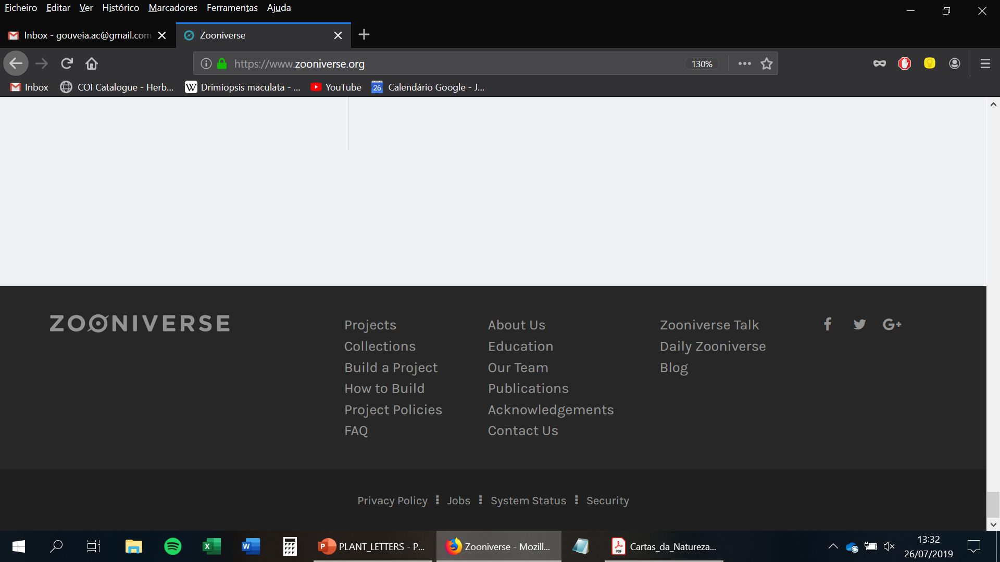 Ficheiro Editar Ver Histórico Marcadores Ferramentas Ajuda
Inbox - gouveia.ac@gmail.com Zooniverse
https://www.zooniverse.org 130%
Inbox COI Catalogue - Herb... W Drimiopsis maculata - ... YouTube 26 Calendário Google - J...
ZOONIVERSE
Projects
Collections
Build a Project
How to Build
Project Policies
FAQ
About Us
Education
Our Team
Publications
Acknowledgements
Contact Us
Zooniverse Talk
Daily Zooniverse
Blog
Privacy Policy Jobs System Status Security
PLANT_LETTERS - P... Zooniverse - Mozill... PDF Cartas_da_Natureza...
13:32
26/07/2019